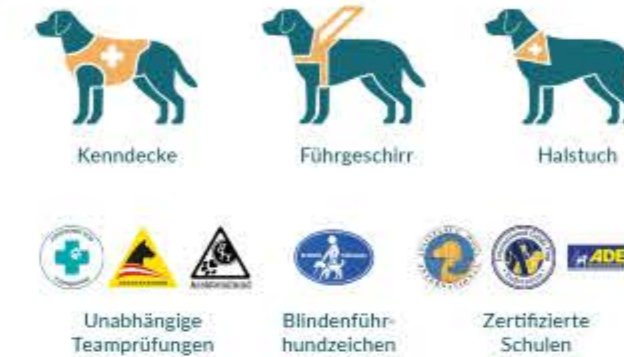 Kenndecke
Führgeschirr
Halstuch
ADE
Unabhängige
Teamprüfungen
Blindenführ-
hundzeichen
Zertifizierte
Schulen